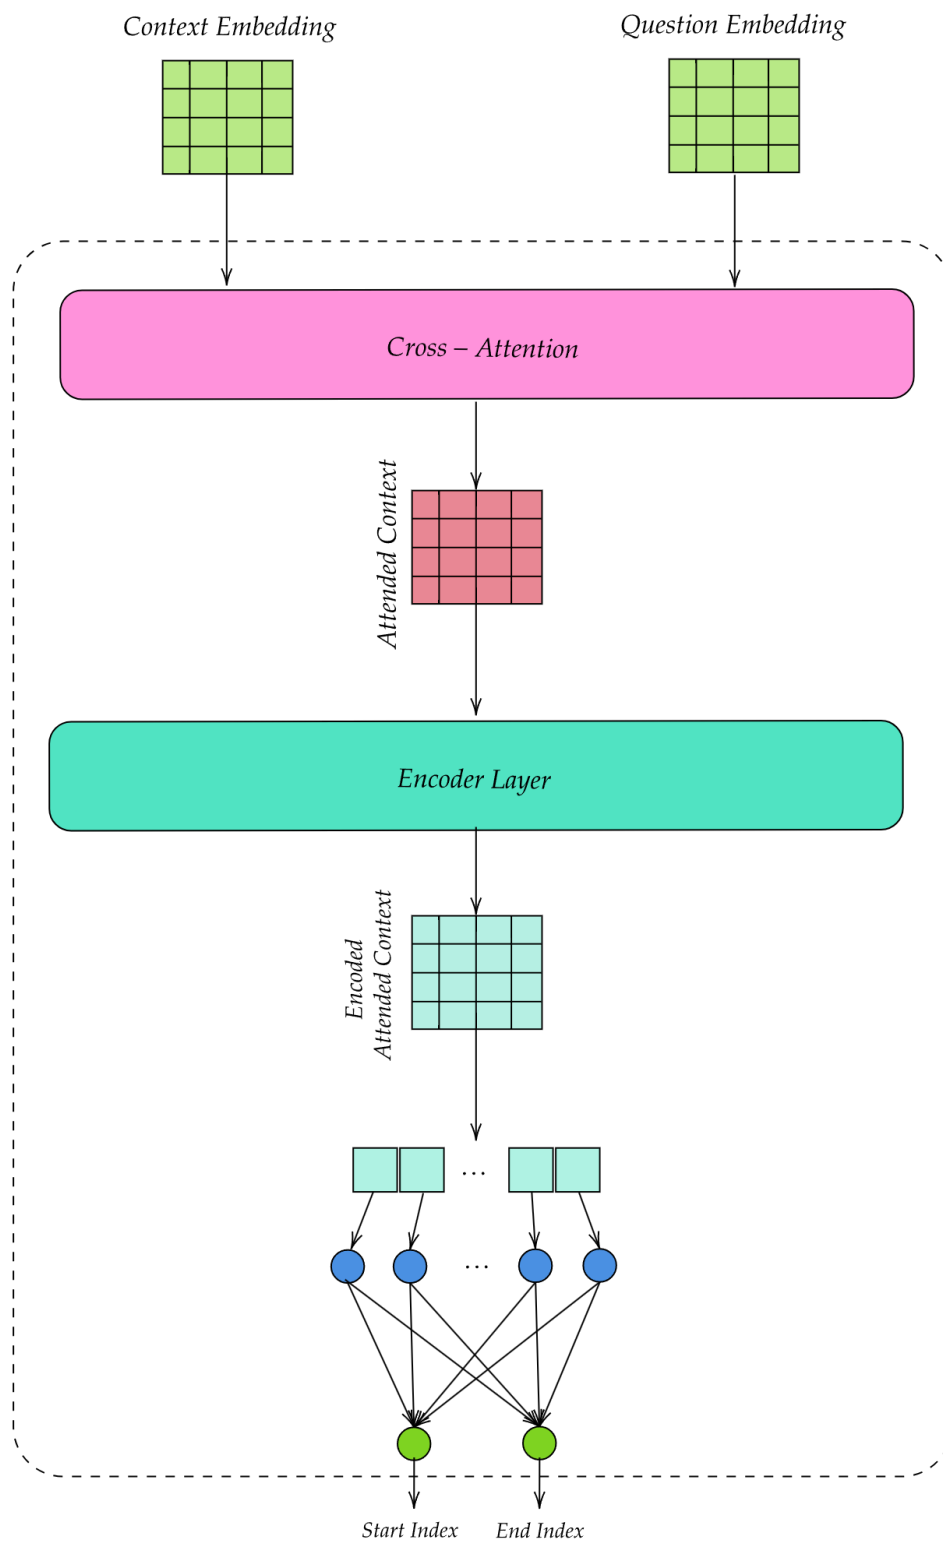 Context Embedding
Question Embedding
Cross – Attention
Attended Context
Encoder Layer
Encoded
Attended Context
...
...
Start Index
End Index